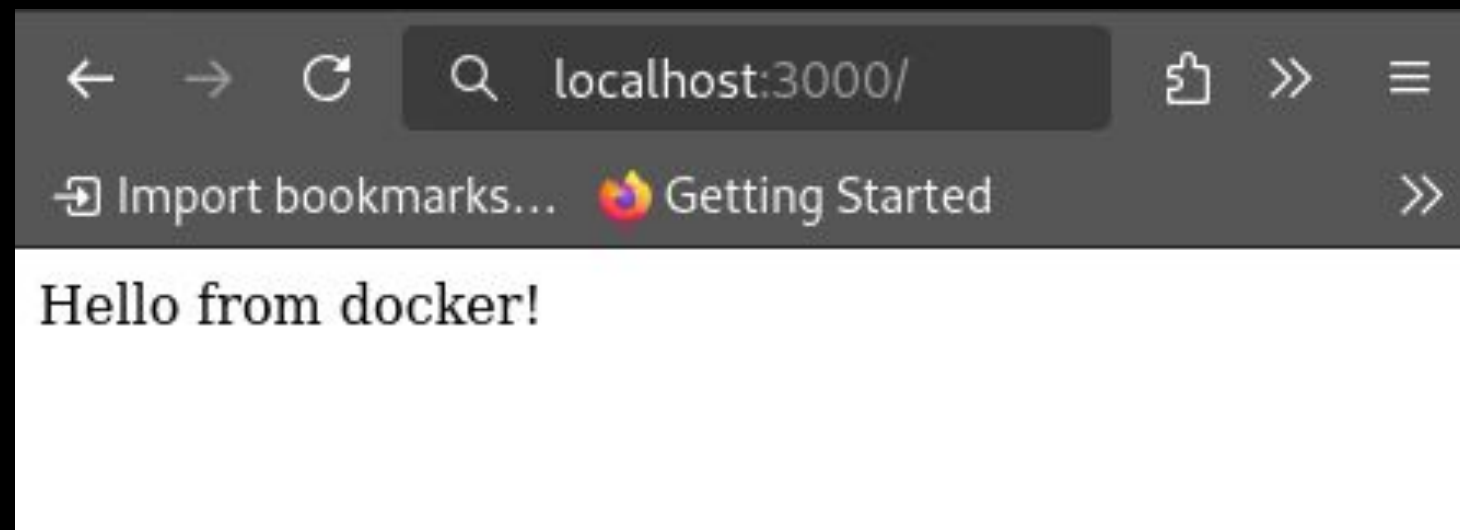 localhost:3000/
Import bookmarks...
Getting Started
Hello from docker!